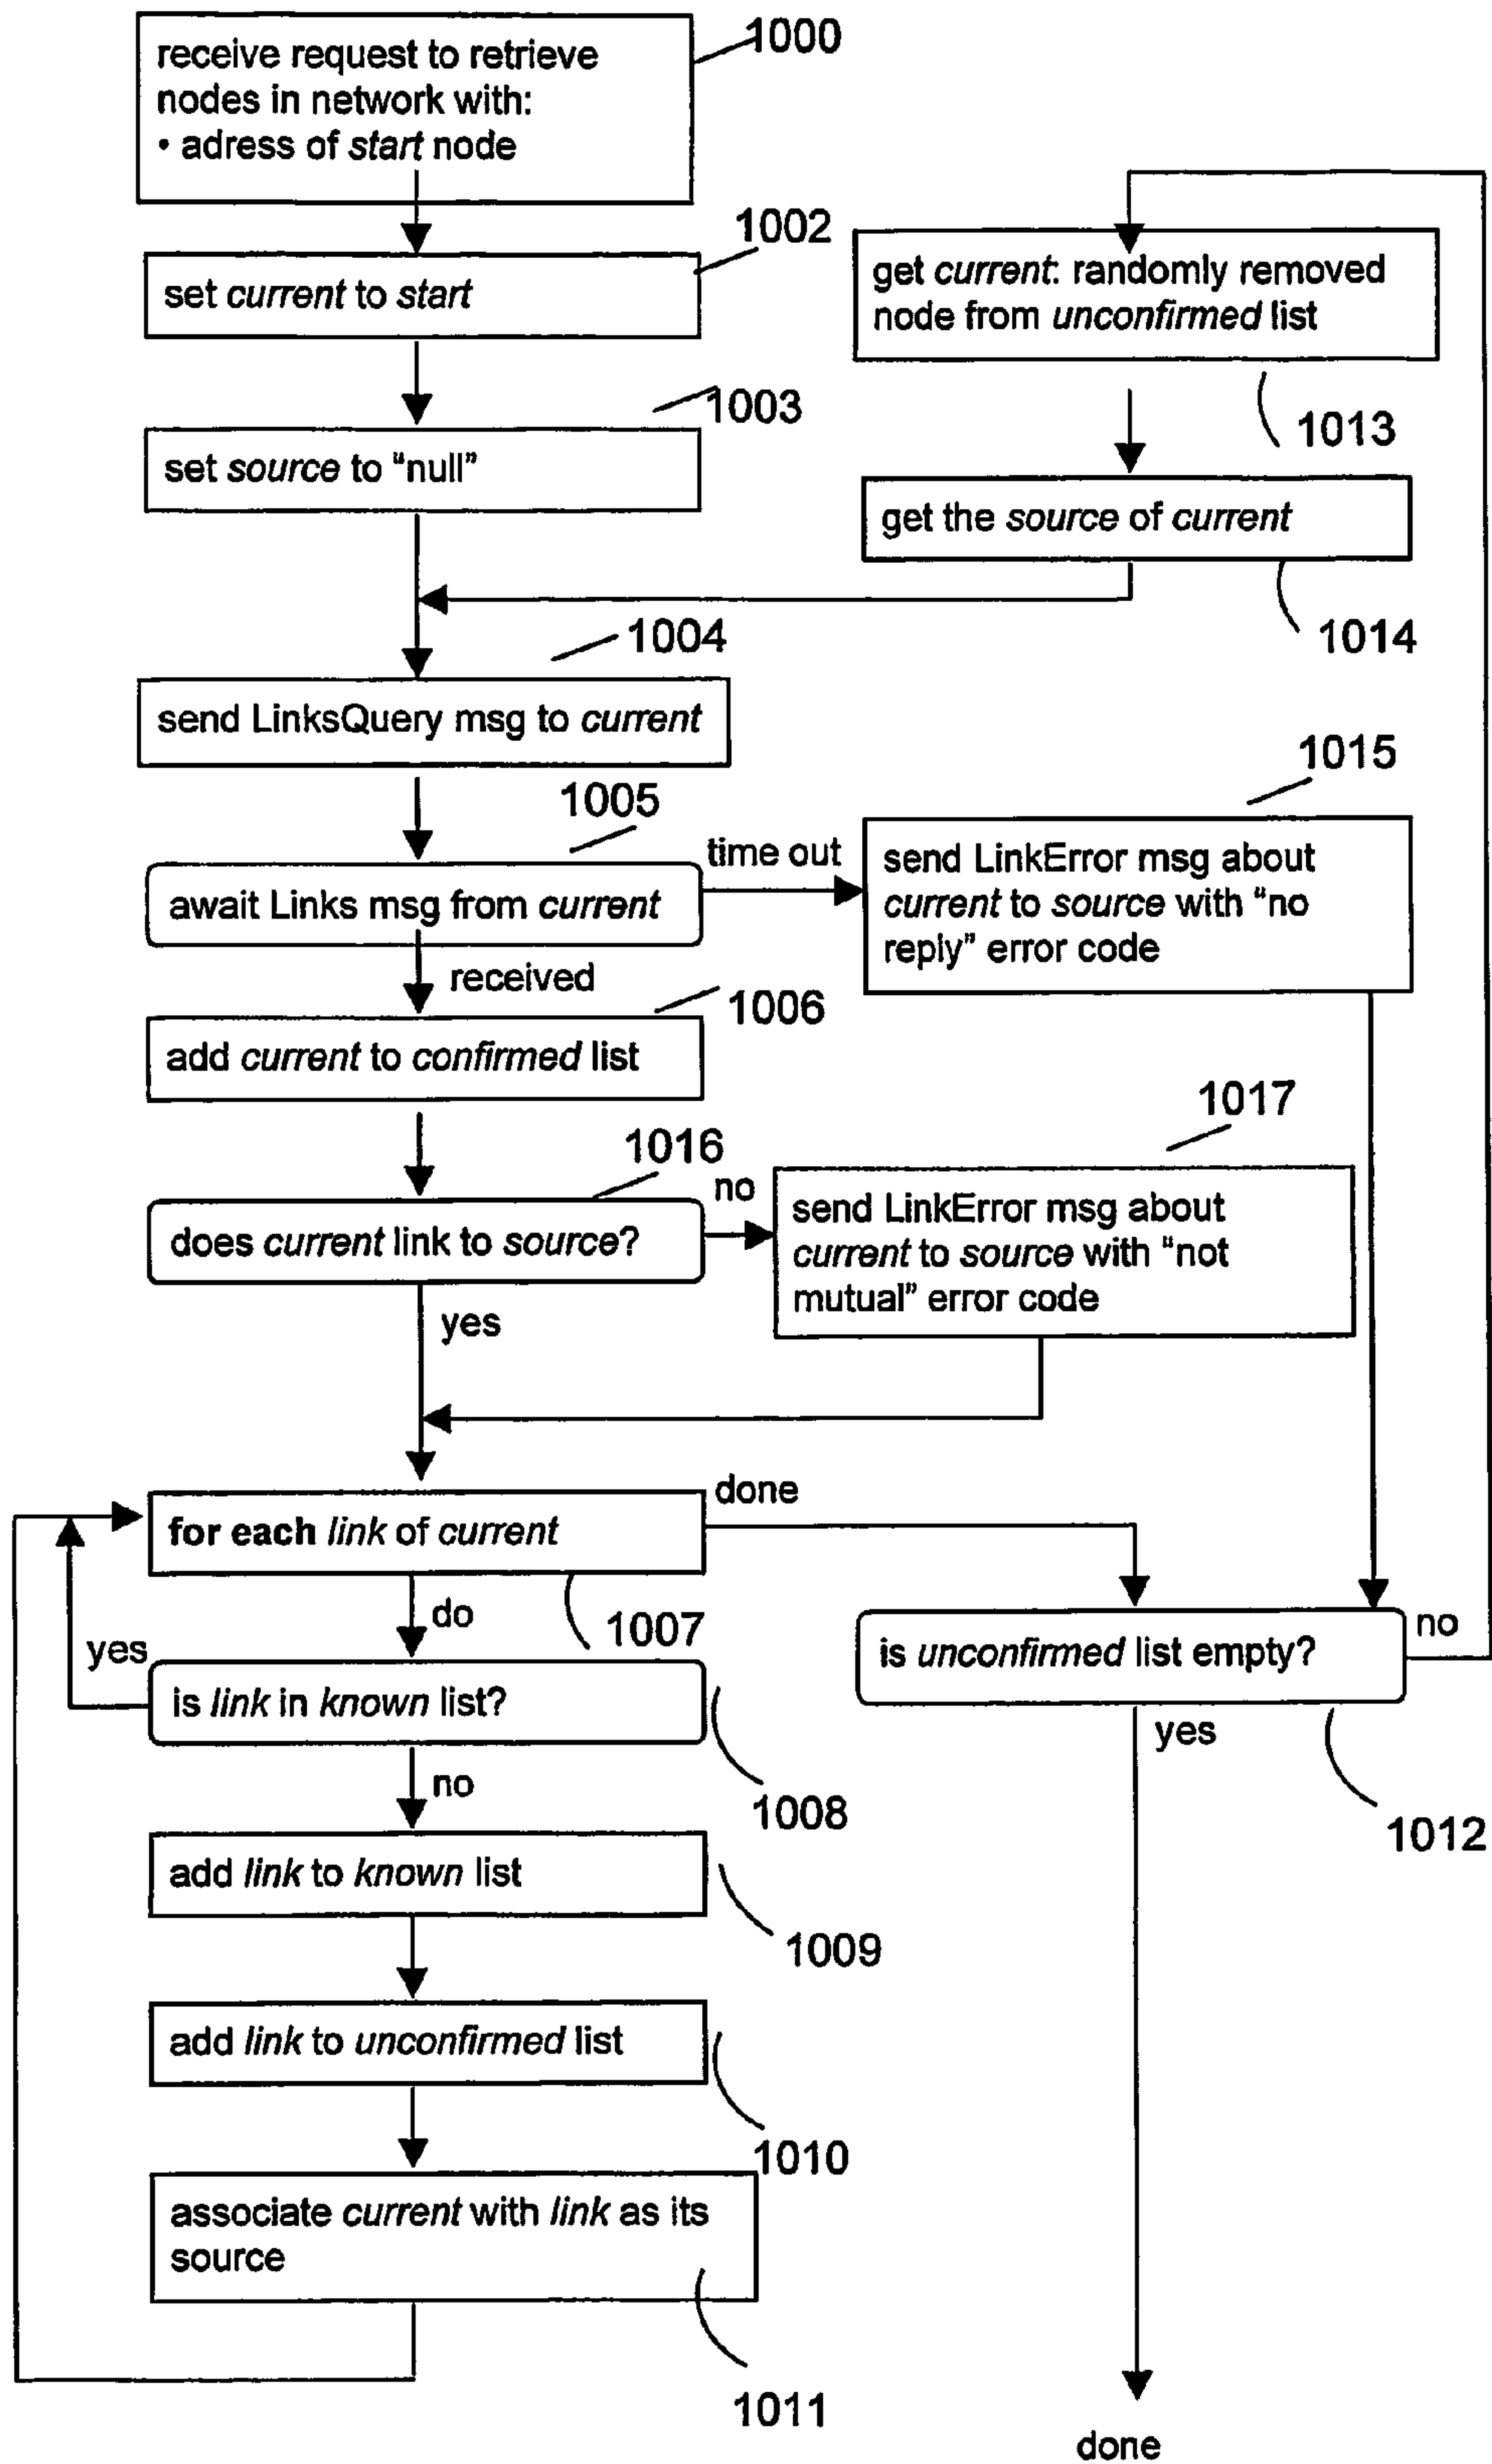 1000
receive request to retrieve
nodes in network with:
• adress of start node
1002
set current to start
get current: randomly removed
node from unconfirmed list
1003
1013
set source to “null”
get the source of current
1004
1014
send LinksQuery msg to current
1015
1005
time out
send LinkError msg about
current to source with “no
reply” error code
await Links msg from current
received
1006
add current to confirmed list
1017
1016
no
send LinkError msg about
current to source with “not
mutual” error code
does current link to source?
yes
done
for each link of current
do
1007
no
yes
is unconfirmed list empty?
is link in known list?
yes
no
1008
1012
add link to known list
1009
add link to unconfirmed list
1010
associate current with link as its
source
1011
done